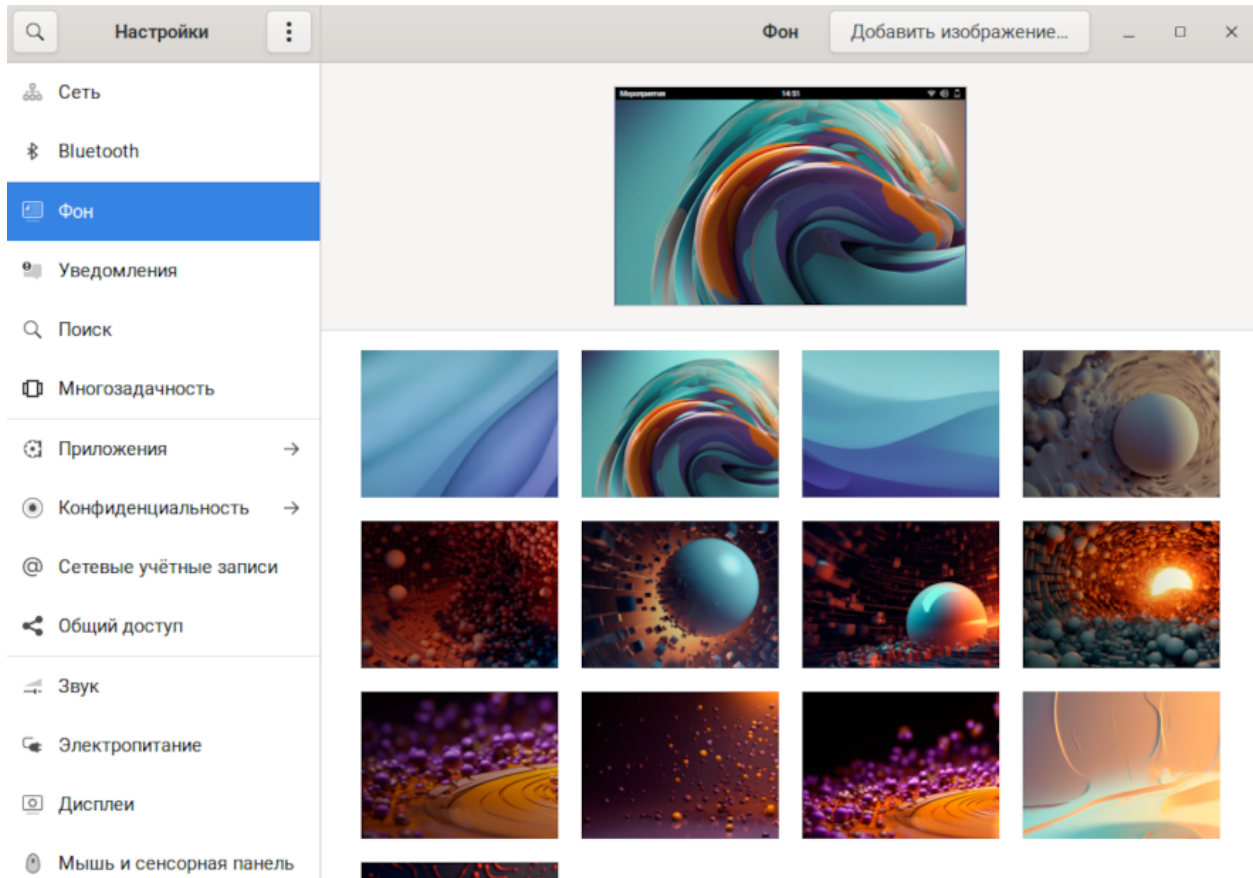 Настройки
Фон
Добавить изображение...
Сеть
Bluetooth
Фон
Уведомления
Поиск
Многозадачность
Приложения
Конфиденциальность
Сетевые учётные записи
Общий доступ
Звук
Электропитание
Дисплеи
Мышь и сенсорная панель
Мероприятия
14:51